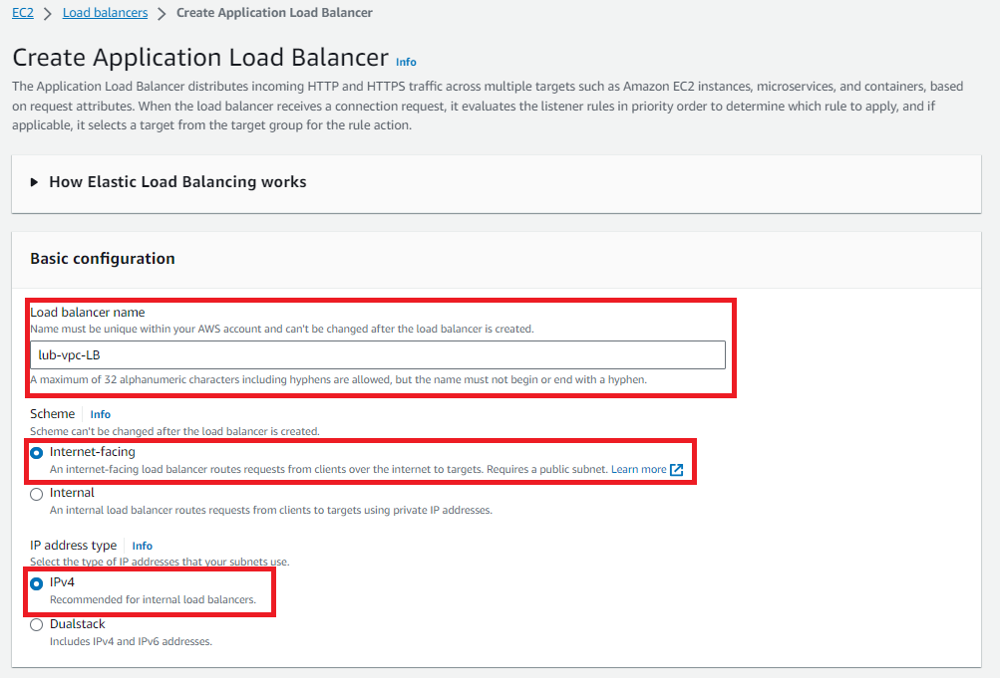 EC2 > Load balancers > Create Application Load Balancer
Create Application Load Balancer Info
The Application Load Balancer distributes incoming HTTP and HTTPS traffic across multiple targets such as Amazon EC2 instances, microservices, and containers, based
on request attributes. When the load balancer receives a connection request, it evaluates the listener rules in priority order to determine which rule to apply, and if
applicable, it selects a target from the target group for the rule action.
How Elastic Load Balancing works
Basic configuration
Load balancer name
Name must be unique within your AWS account and can't be changed after the load balancer is created.
lub-vpc-LB
A maximum of 32 alphanumeric characters including hyphens are allowed, but the name must not begin or end with a hyphen.
Scheme Info
Scheme can't be changed after the load balancer is created.
Internet-facing
An internet-facing load balancer routes requests from clients over the internet to targets. Requires a public subnet. Learn more
Internal
An internal load balancer routes requests from clients to targets using private IP addresses.
IP address type Info
Select the type of IP addresses that your subnets use.
IPv4
Recommended for internal load balancers.
Dualstack
Includes IPv4 and IPv6 addresses.